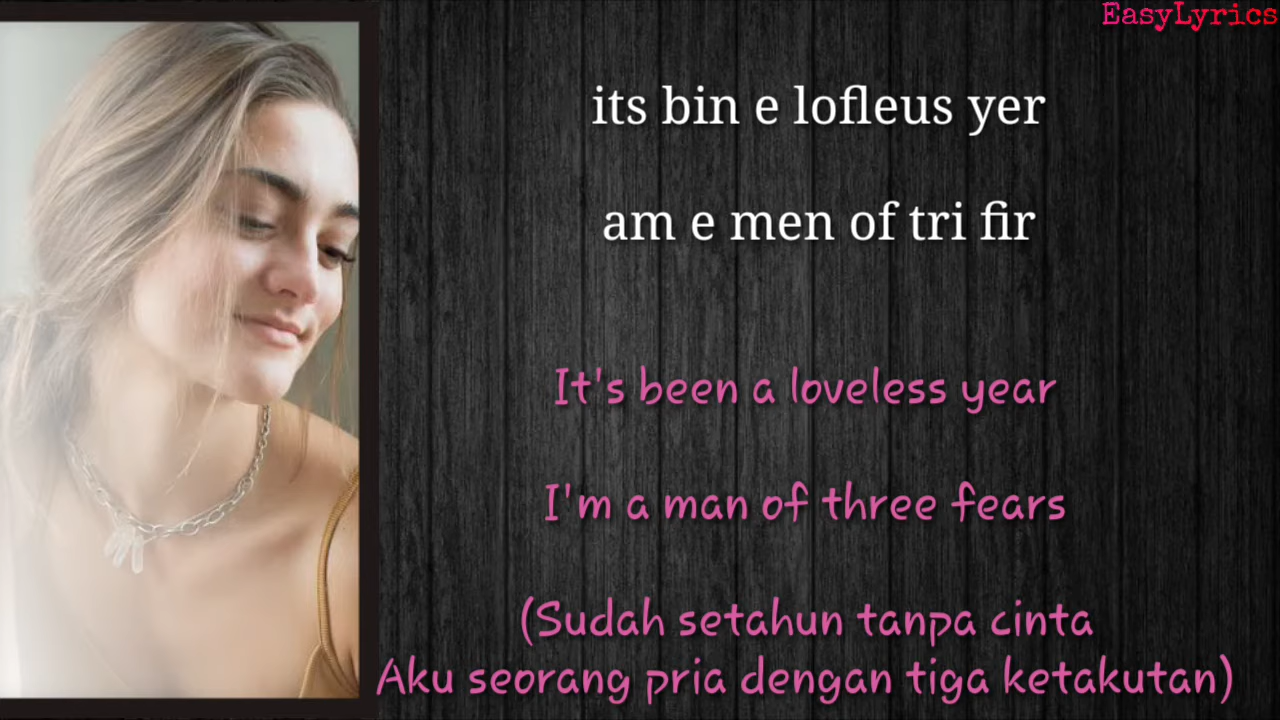 EasyLyrics
its bin e lofleus yer
am e men of tri fir
It's been a loveless year
I'm a man of three fears
(Sudah setahun tanpa cinta
Aku seorang pria dengan tiga ketakutan)